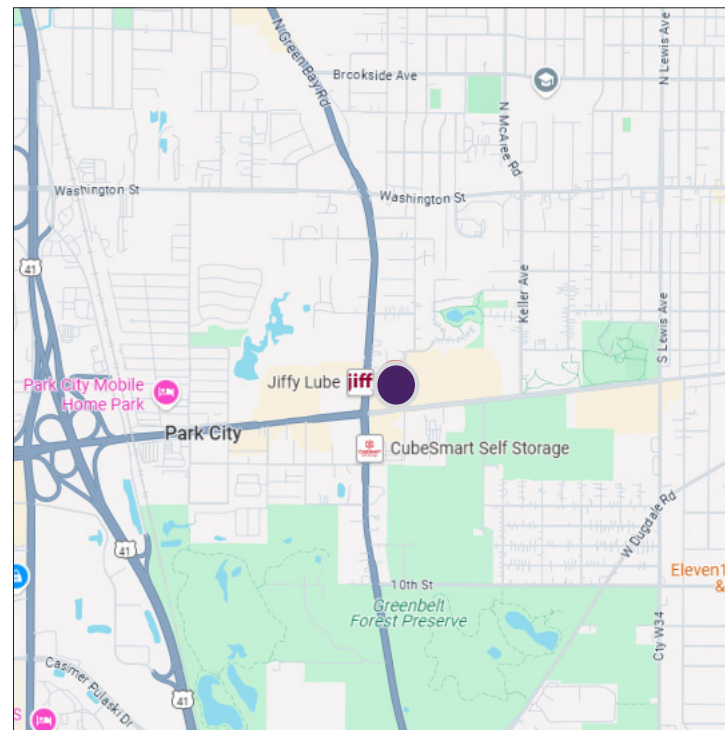 N Green Bay Rd
N Lewis Ave
Brookside Ave
N McAree Rd
Washington St
Washington St
41
Keller Ave
S Lewis Ave
Jiffy Lube
jiff
Park City Mobile
Home Park
Park City
CubeSmart Self Storage
W Dugdale Rd
41
Eleven1
&
10th St
Greenbelt
Forest Preserve
Cty W34
Casimer Pulaski Dr
41
S